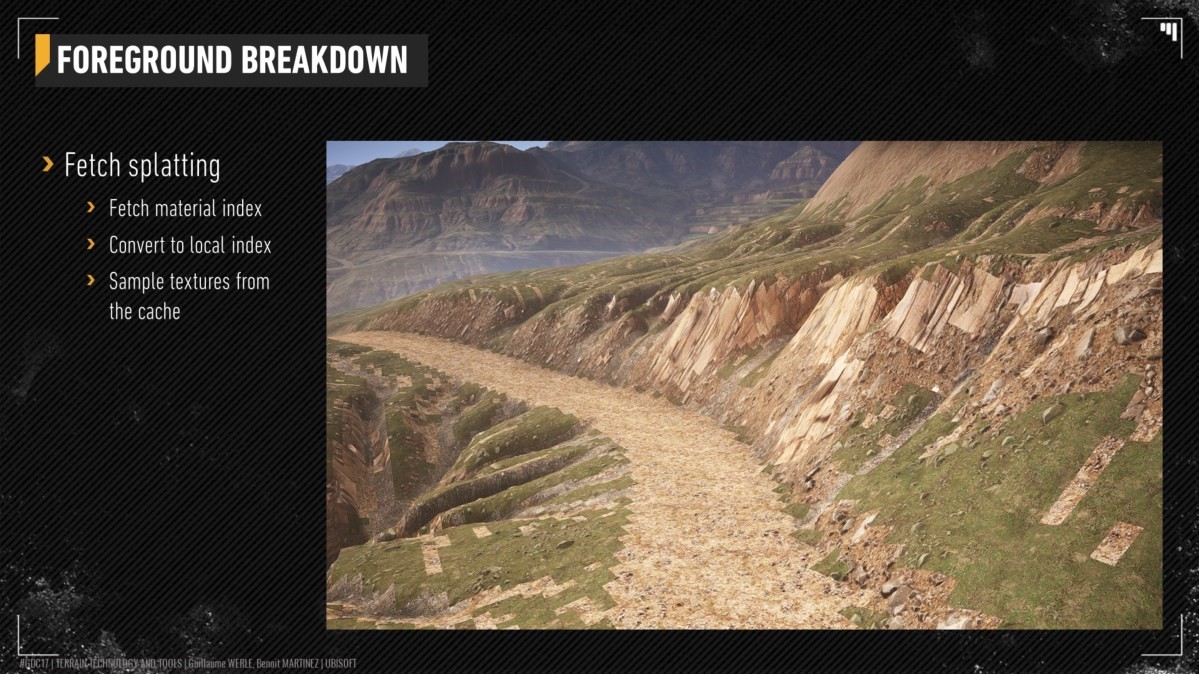 FOREGROUND BREAKDOWN
Fetch splatting
Fetch material index
Convert to local index
Sample textures from
the cache
#GDC17 | TERRAIN TECHNOLOGY AND TOOLS | Guillaume WERLE, Benoit MARTINEZ | UBISOFT